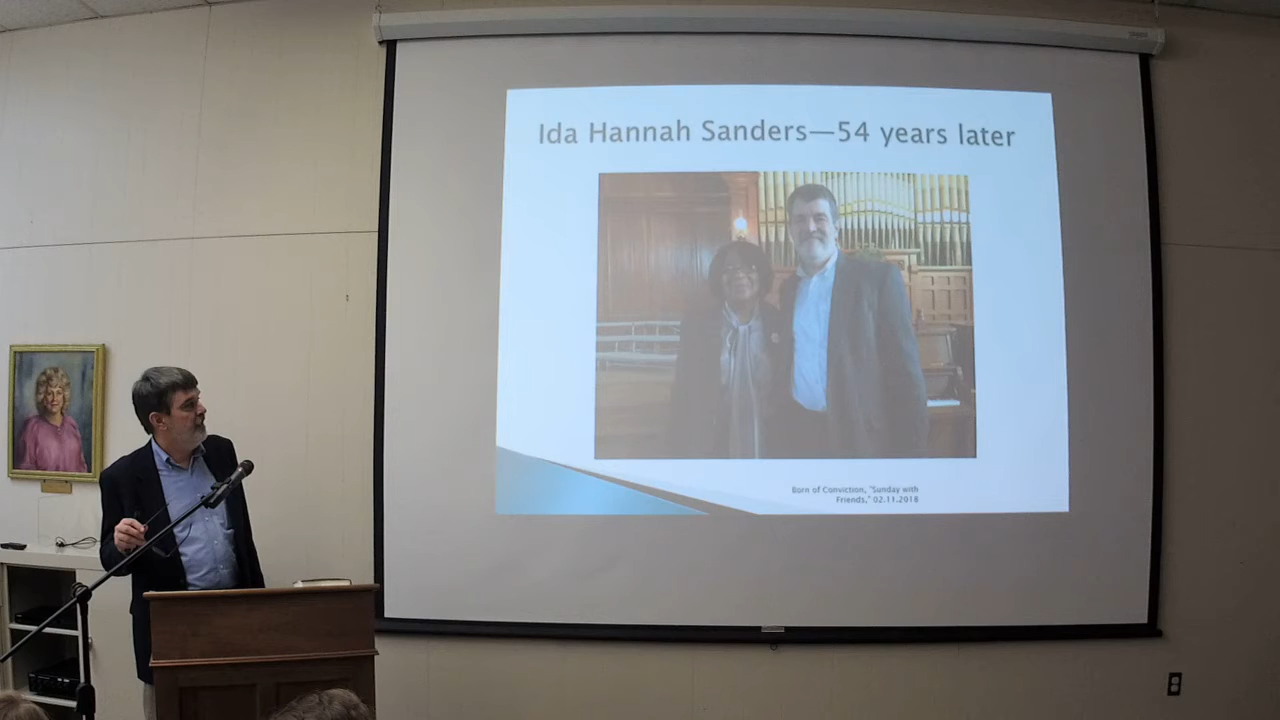 Ida Hannah Sanders—54 years later
Born of Conviction, "Sunday with
Friends," 02.11.2018